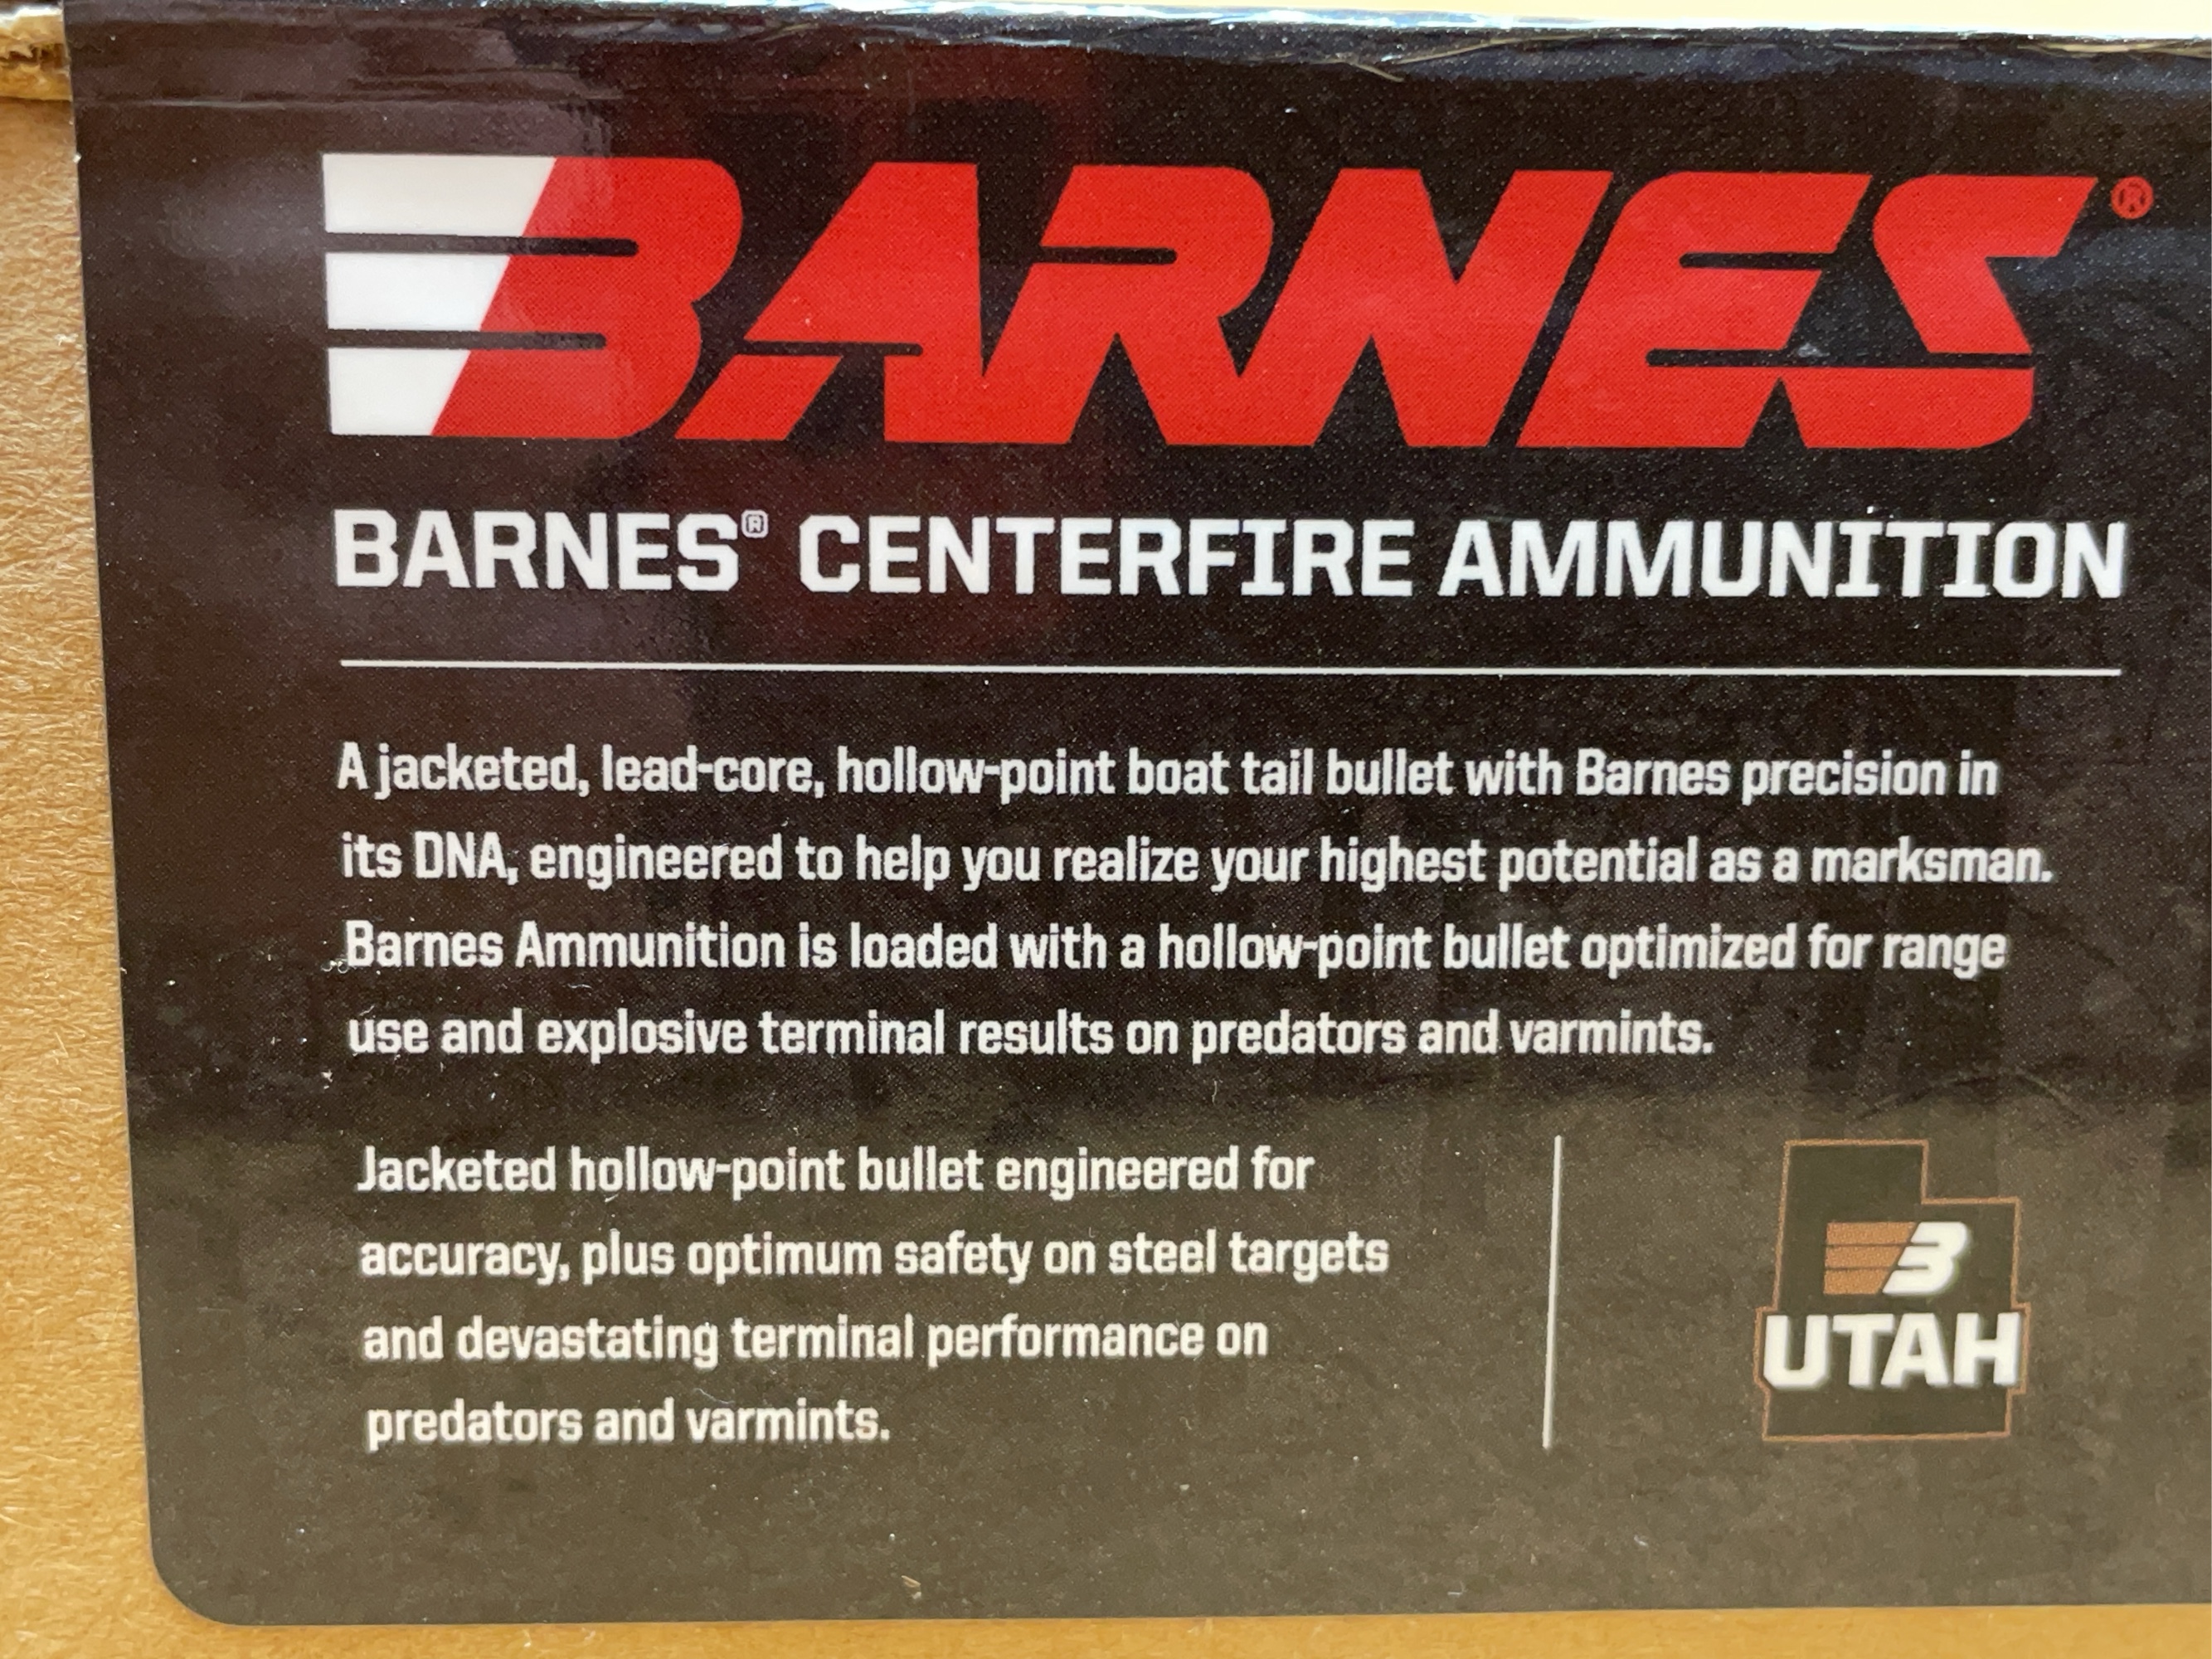 BARNES®
BARNES® CENTERFIRE AMMUNITION
A jacketed, lead-core, hollow-point boat tail bullet with Barnes precision in
its DNA, engineered to help you realize your highest potential as a marksman.
Barnes Ammunition is loaded with a hollow-point bullet optimized for range
use and explosive terminal results on predators and varmints.
Jacketed hollow-point bullet engineered for
accuracy, plus optimum safety on steel targets
and devastating terminal performance on
predators and varmints.
B
UTAH